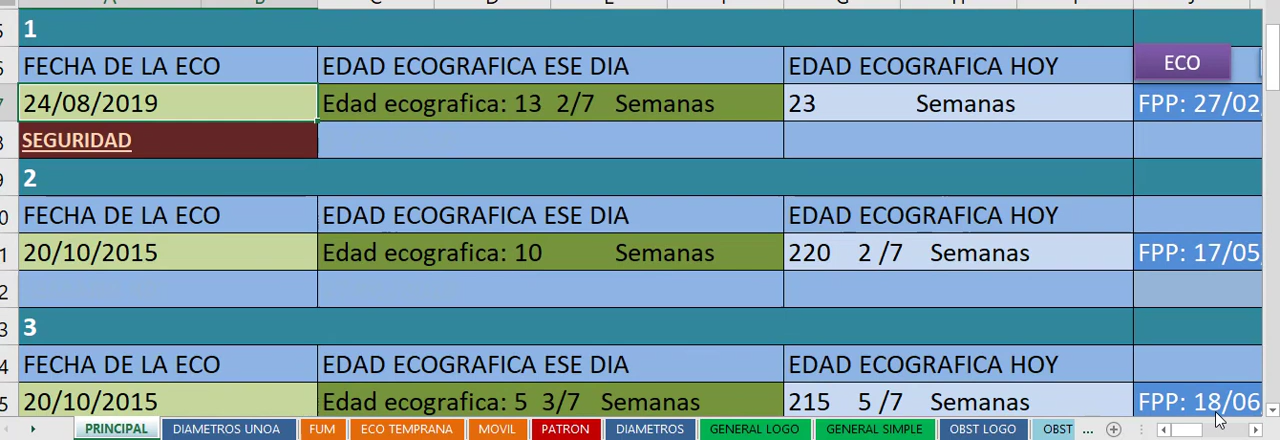 1
FECHA DE LA ECO EDAD ECOGRAFICA ESE DIA EDAD ECOGRAFICA HOY ECO
24/08/2019 Edad ecografica: 13 2/7 Semanas 23 Semanas FPP: 27/02
SEGURIDAD
2
FECHA DE LA ECO EDAD ECOGRAFICA ESE DIA EDAD ECOGRAFICA HOY
20/10/2015 Edad ecografica: 10 Semanas 220 2 /7 Semanas FPP: 17/05
3
FECHA DE LA ECO EDAD ECOGRAFICA ESE DIA EDAD ECOGRAFICA HOY
20/10/2015 Edad ecografica: 5 3/7 Semanas 215 5 /7 Semanas FPP: 18/06
PRINCIPAL DIAMETROS UNOA FUM ECO TEMPRANA MOVIL PATRON DIAMETROS GENERAL LOGO GENERAL SIMPLE OBST LOGO OBST ...